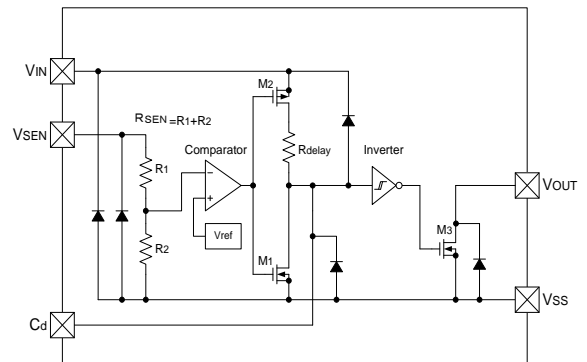 VIN
M2
RSEN =R1+R2
VSEN
Comparator
Rdelay
Inverter
R1
−
+
VOUT
Vref
M3
R2
M1
VSS
Cd